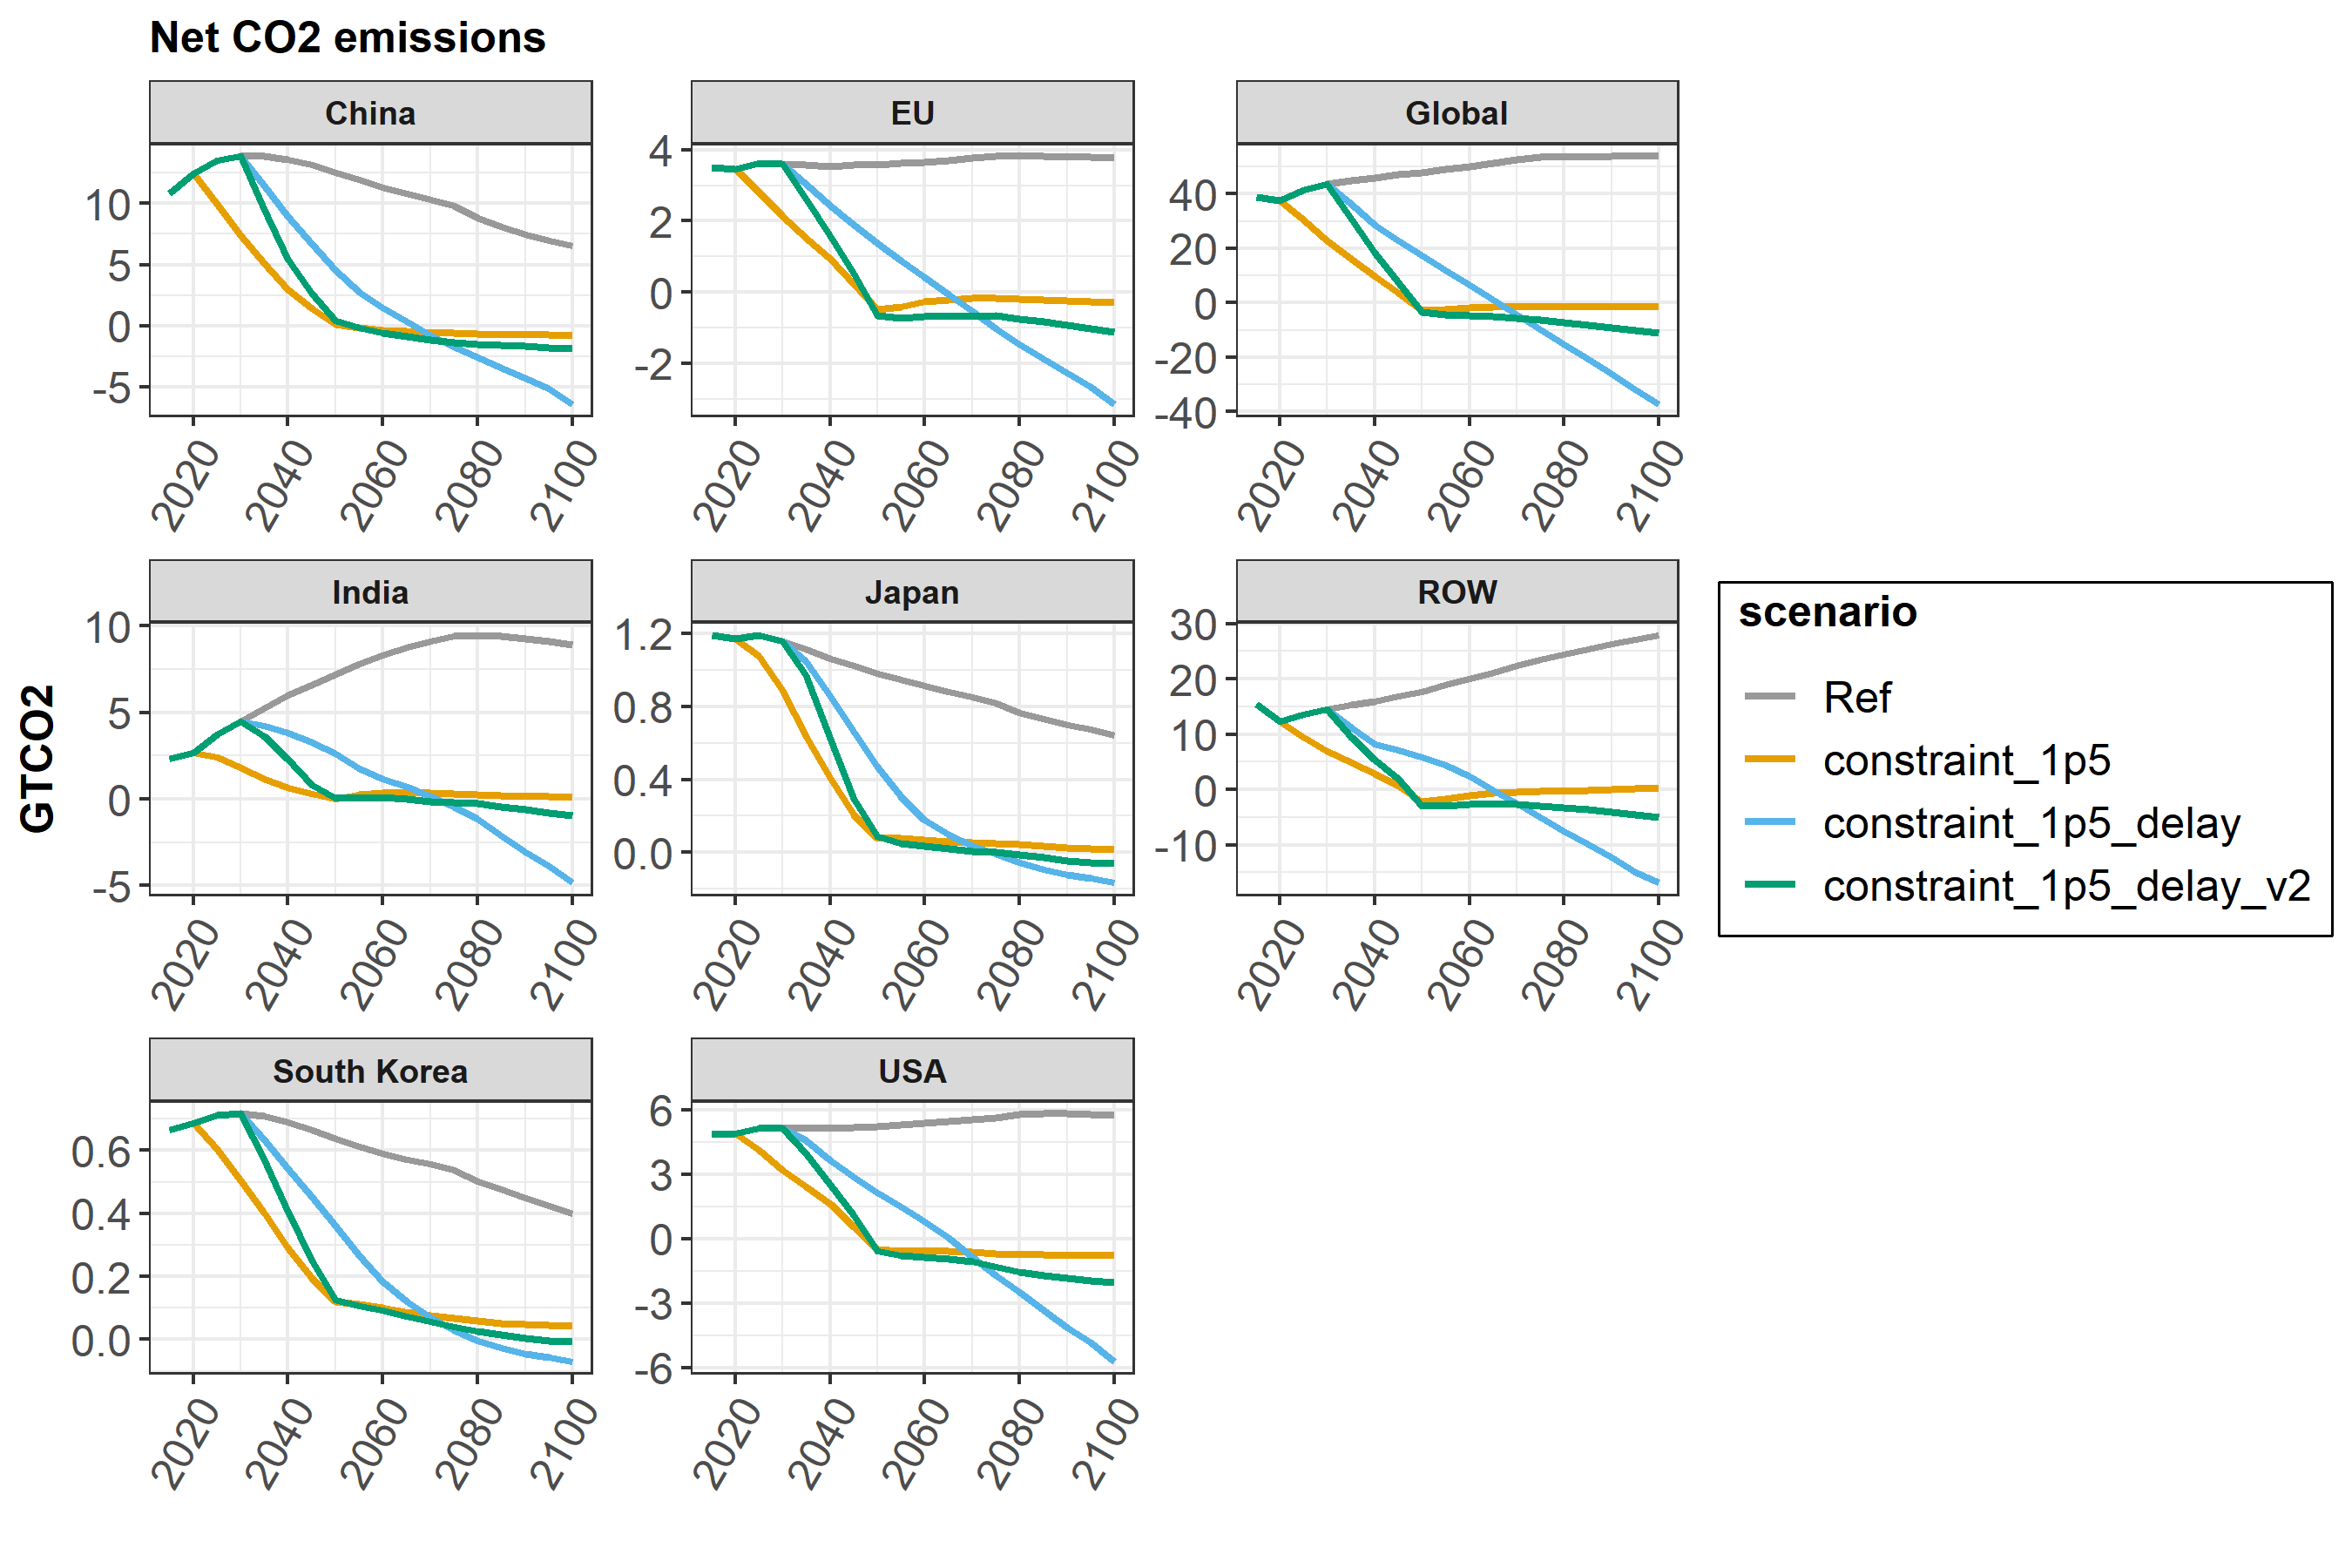 Net CO2 emissions
China
EU
Global
10
5
0
-5
4
2
0
-2
40
20
0
-20
-40
2020 2040 2060 2080 2100
2020 2040 2060 2080 2100
2020 2040 2060 2080 2100
GTCO2
India
Japan
ROW
10
5
0
-5
1.2
0.8
0.4
0.0
30
20
10
0
-10
2020 2040 2060 2080 2100
2020 2040 2060 2080 2100
2020 2040 2060 2080 2100
scenario
Ref
constraint_1p5
constraint_1p5_delay
constraint_1p5_delay_v2
South Korea
USA
0.6
0.4
0.2
0.0
6
3
0
-3
-6
2020 2040 2060 2080 2100
2020 2040 2060 2080 2100